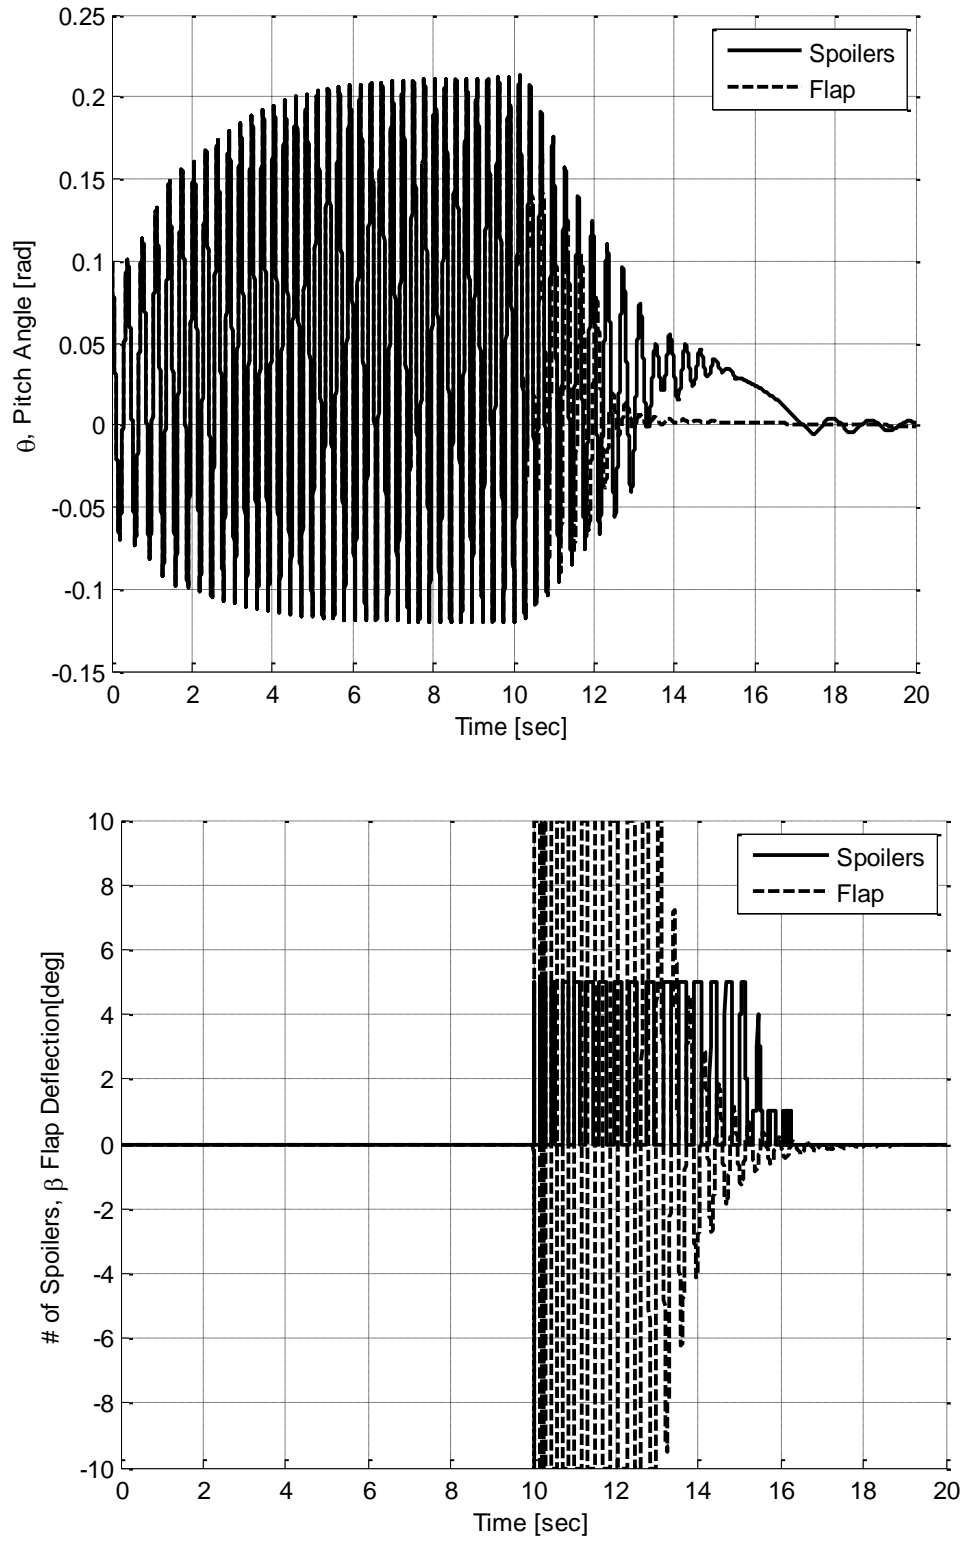 0.25
0.2
0.15
0.1
0.05
0
-0.05
-0.1
-0.15
θ, Pitch Angle [rad]
Spoilers
Flap
0 2 4 6 8 10 12 14 16 18 20
Time [sec]
10
8
6
4
2
0
-2
-4
-6
-8
-10
# of Spoilers, β Flap Deflection[deg]
Spoilers
Flap
0 2 4 6 8 10 12 14 16 18 20
Time [sec]